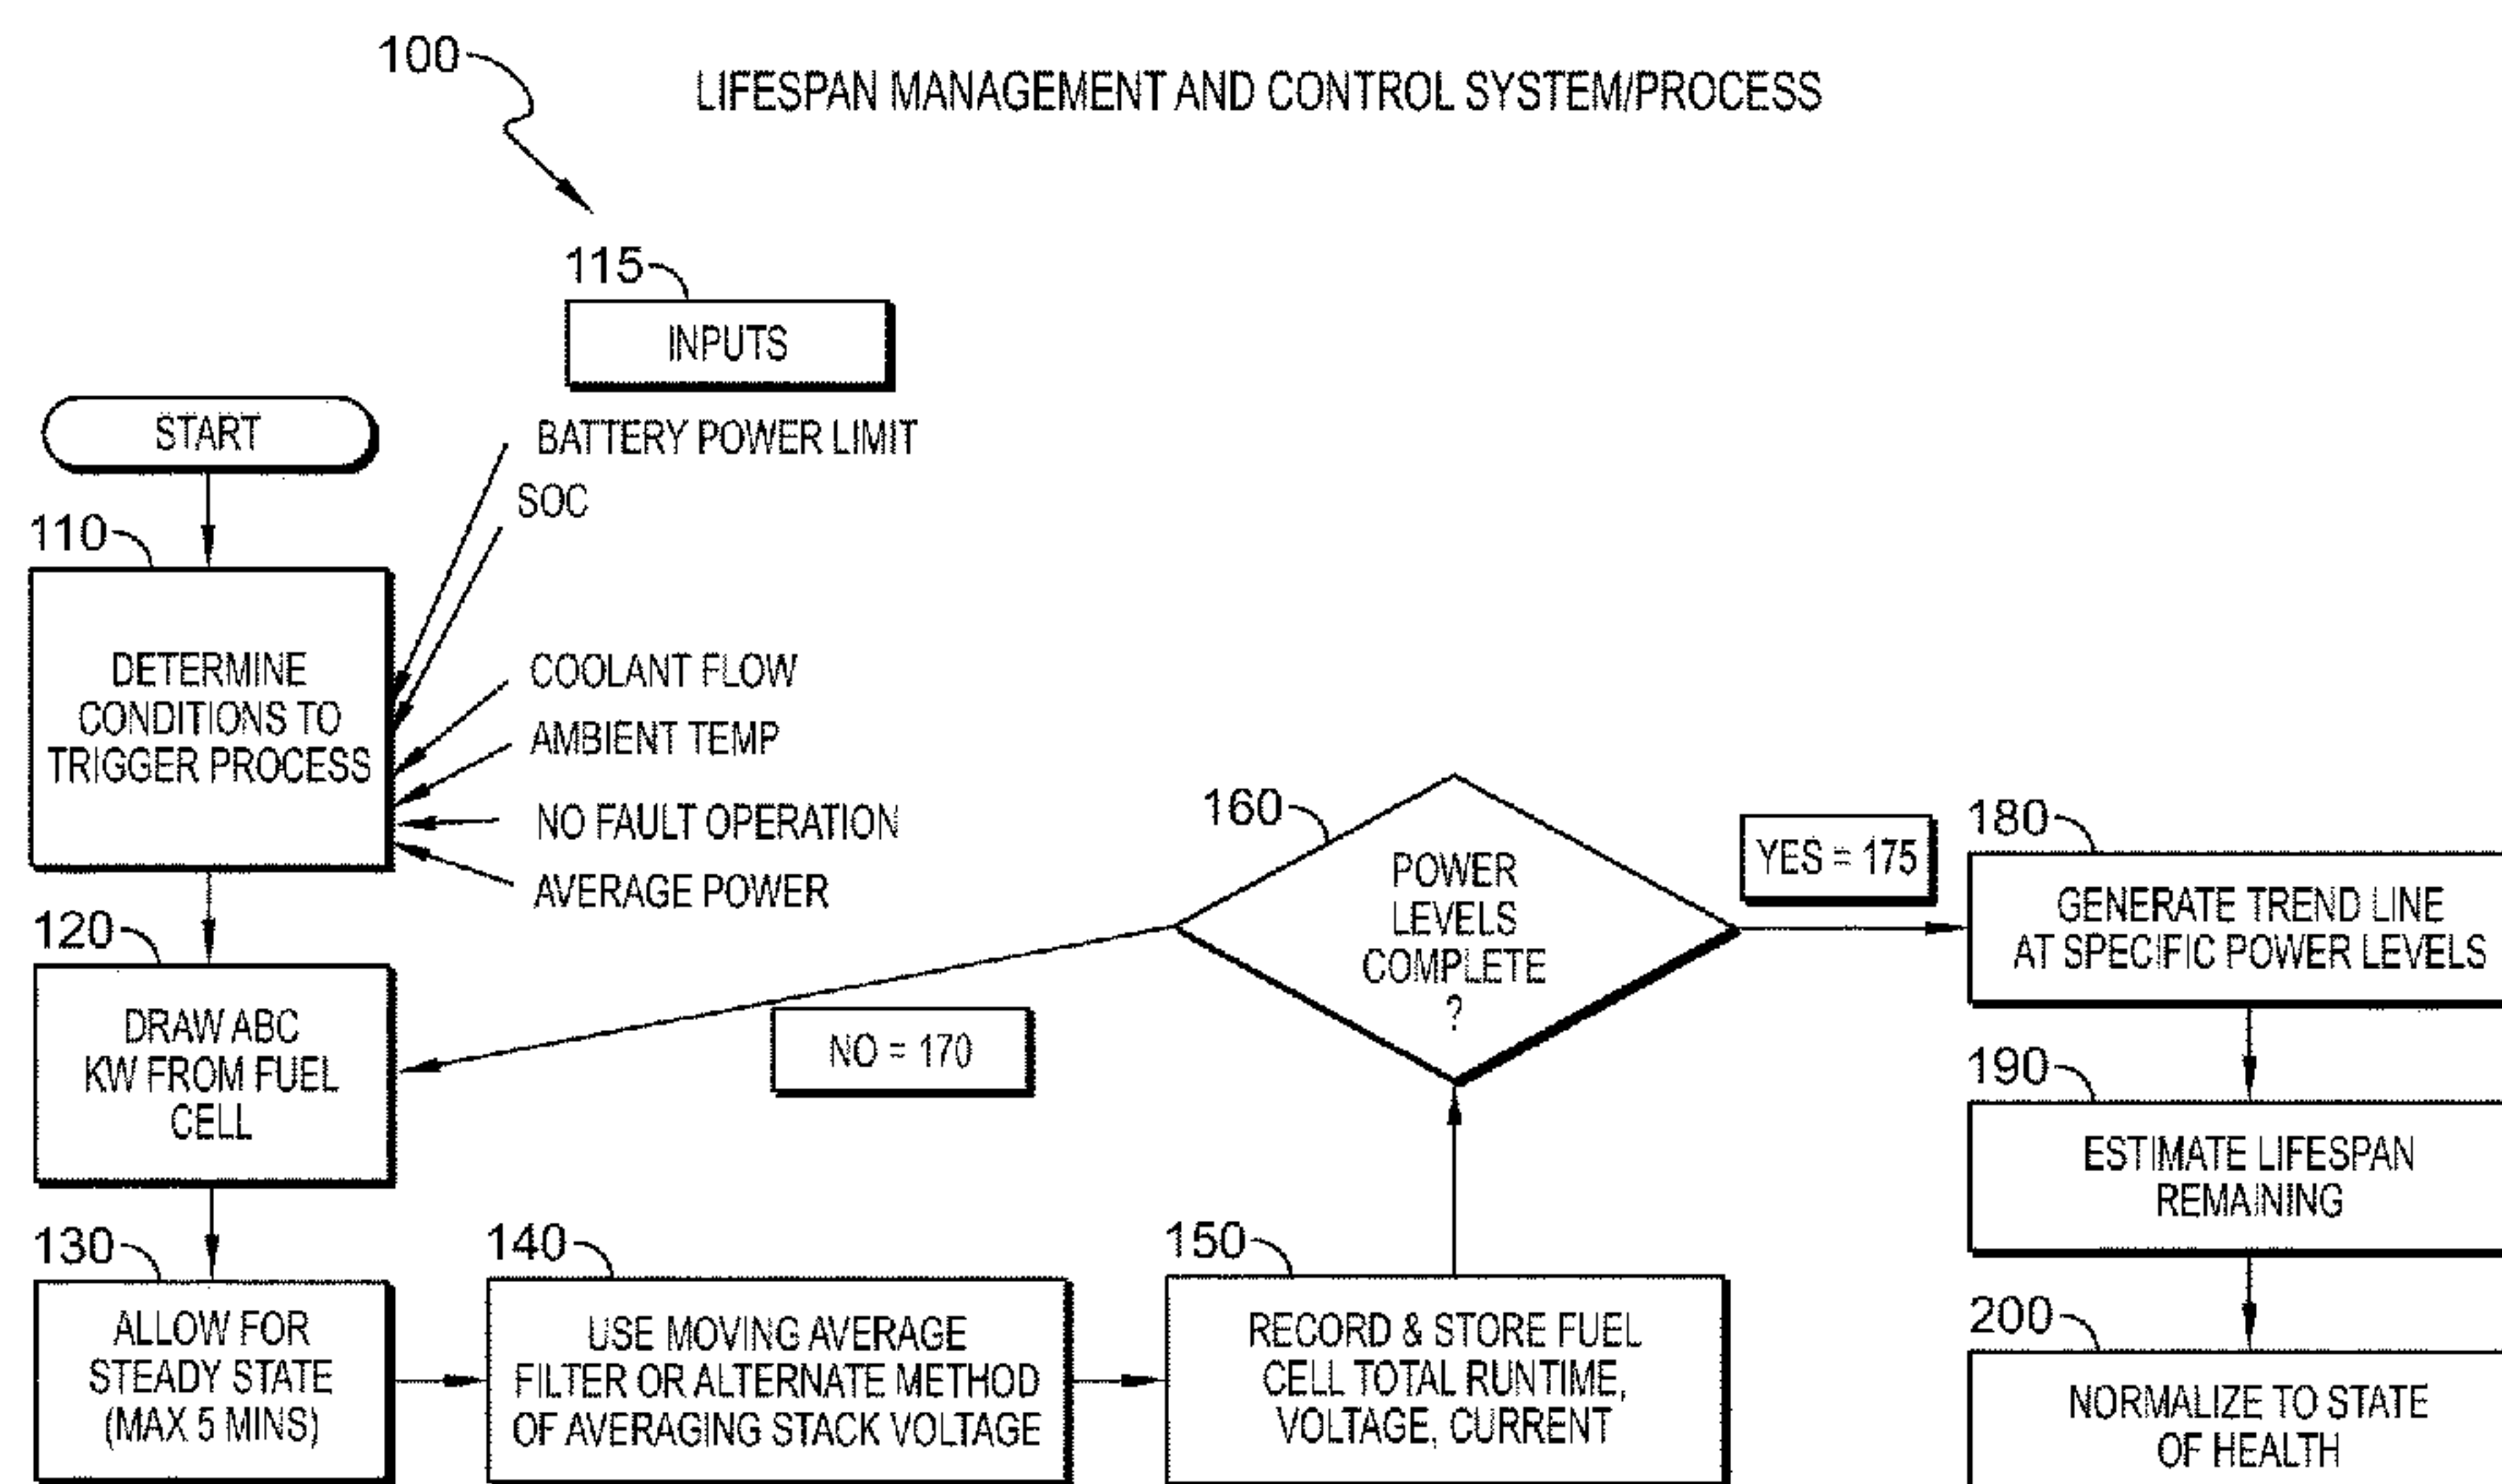 100
LIFESPAN MANAGEMENT AND CONTROL SYSTEM/PROCESS
115
INPUTS
START
BATTERY POWER LIMIT
SOC
110
DETERMINE
CONDITIONS TO
TRIGGER PROCESS
COOLANT FLOW
AMBIENT TEMP
NO FAULT OPERATION
AVERAGE POWER
120
DRAW ABC
KW FROM FUEL
CELL
130
ALLOW FOR
STEADY STATE
(MAX 5 MINS)
140
USE MOVING AVERAGE
FILTER OR ALTERNATE METHOD
OF AVERAGING STACK VOLTAGE
150
RECORD & STORE FUEL
CELL TOTAL RUNTIME,
VOLTAGE, CURRENT
160
POWER
LEVELS
COMPLETE
?
NO = 170
YES = 175
180
GENERATE TREND LINE
AT SPECIFIC POWER LEVELS
190
ESTIMATE LIFESPAN
REMAINING
200
NORMALIZE TO STATE
OF HEALTH